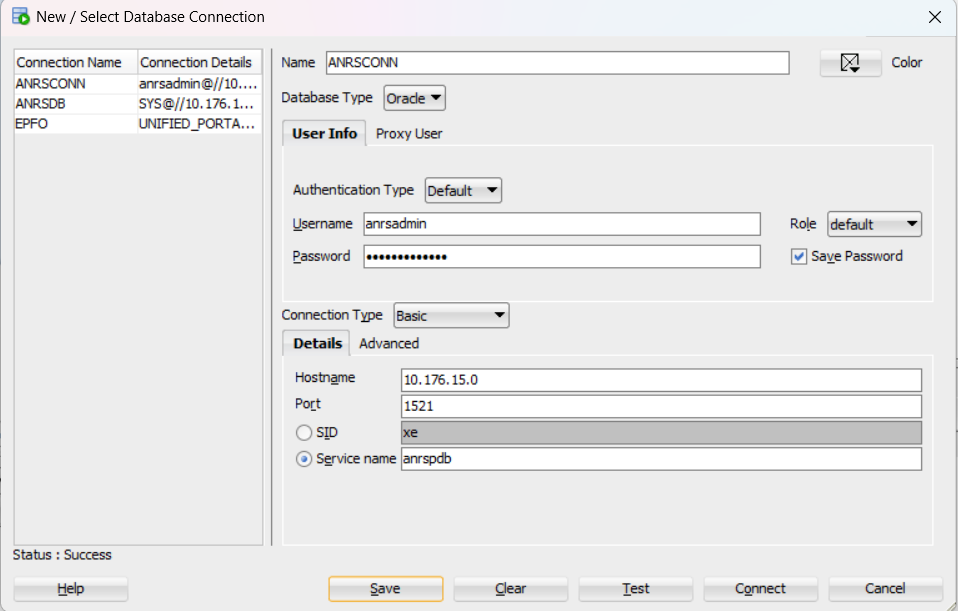 New / Select Database Connection
Connection Name Connection Details
ANRSCONN anrsadmin@//10....
ANRSDB SYS@//10.176.1...
EPFO UNIFIED_PORTA...
Name ANRSCONN Color
Database Type Oracle
User Info Proxy User
Authentication Type Default
Username anrsadmin Role default
Password ••••••••••••• Save Password
Connection Type Basic
Details Advanced
Hostname 10.176.15.0
Port 1521
SID xe
Service name anrspdb
Status : Success
Help Save Clear Test Connect Cancel